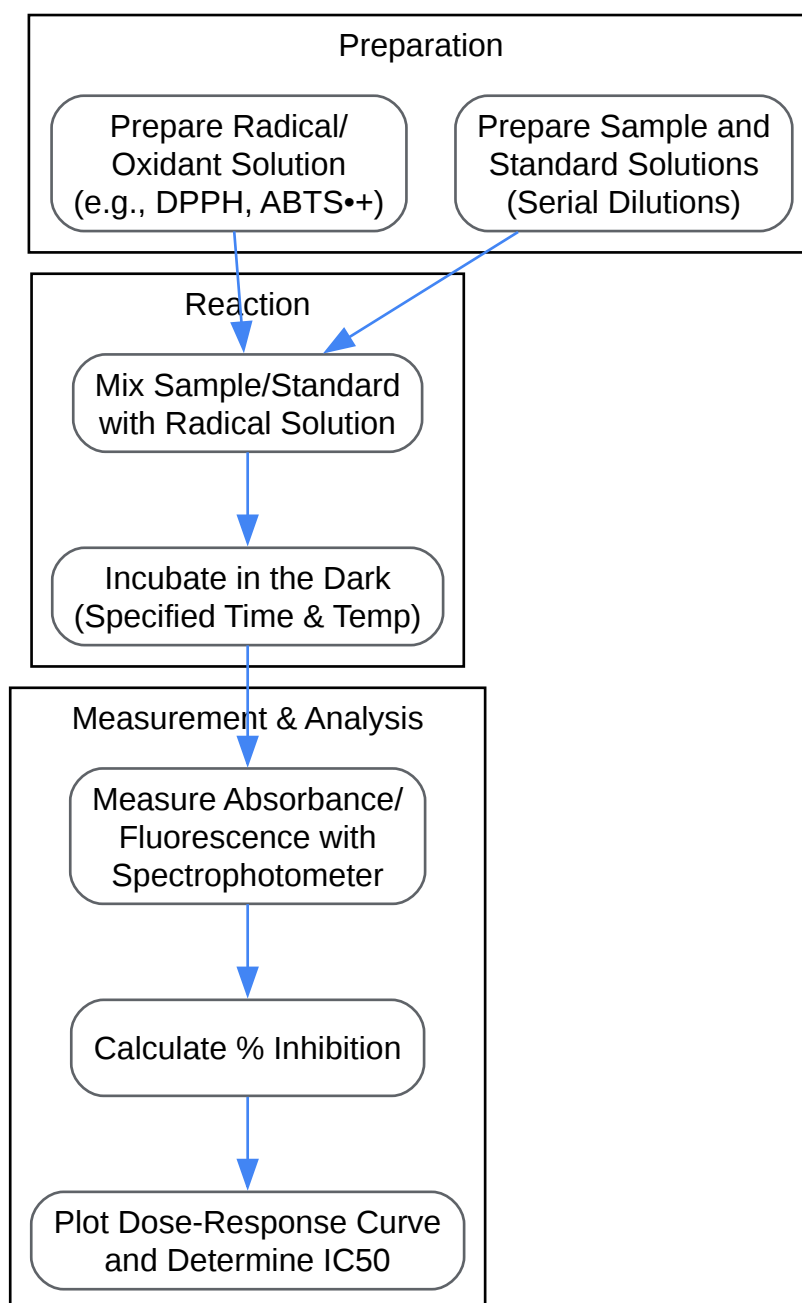 Preparation
Prepare Radical/
Oxidant Solution
(e.g., DPPH, ABTS•+)
Prepare Sample and
Standard Solutions
(Serial Dilutions)
Reaction
Mix Sample/Standard
with Radical Solution
Incubate in the Dark
(Specified Time & Temp)
Measurement & Analysis
Measure Absorbance/
Fluorescence with
Spectrophotometer
Calculate % Inhibition
Plot Dose-Response Curve
and Determine IC50